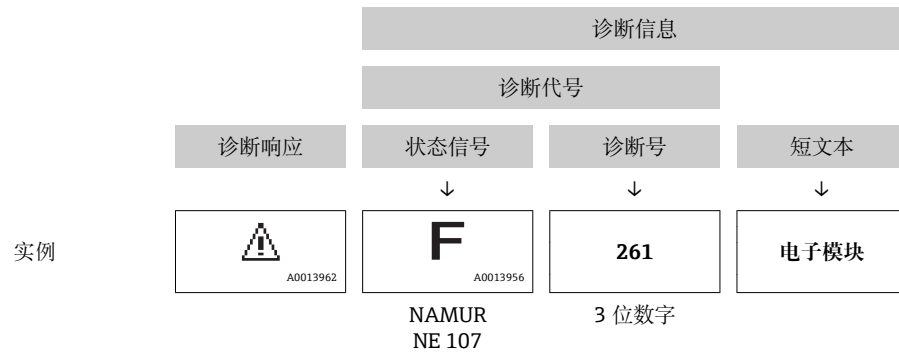 诊断信息
诊断代号
诊断响应 状态信号 诊断号 短文本
↓ ↓ ↓
实例 F 261 电子模块
A0013962 A0013956
NAMUR 3 位数字
NE 107